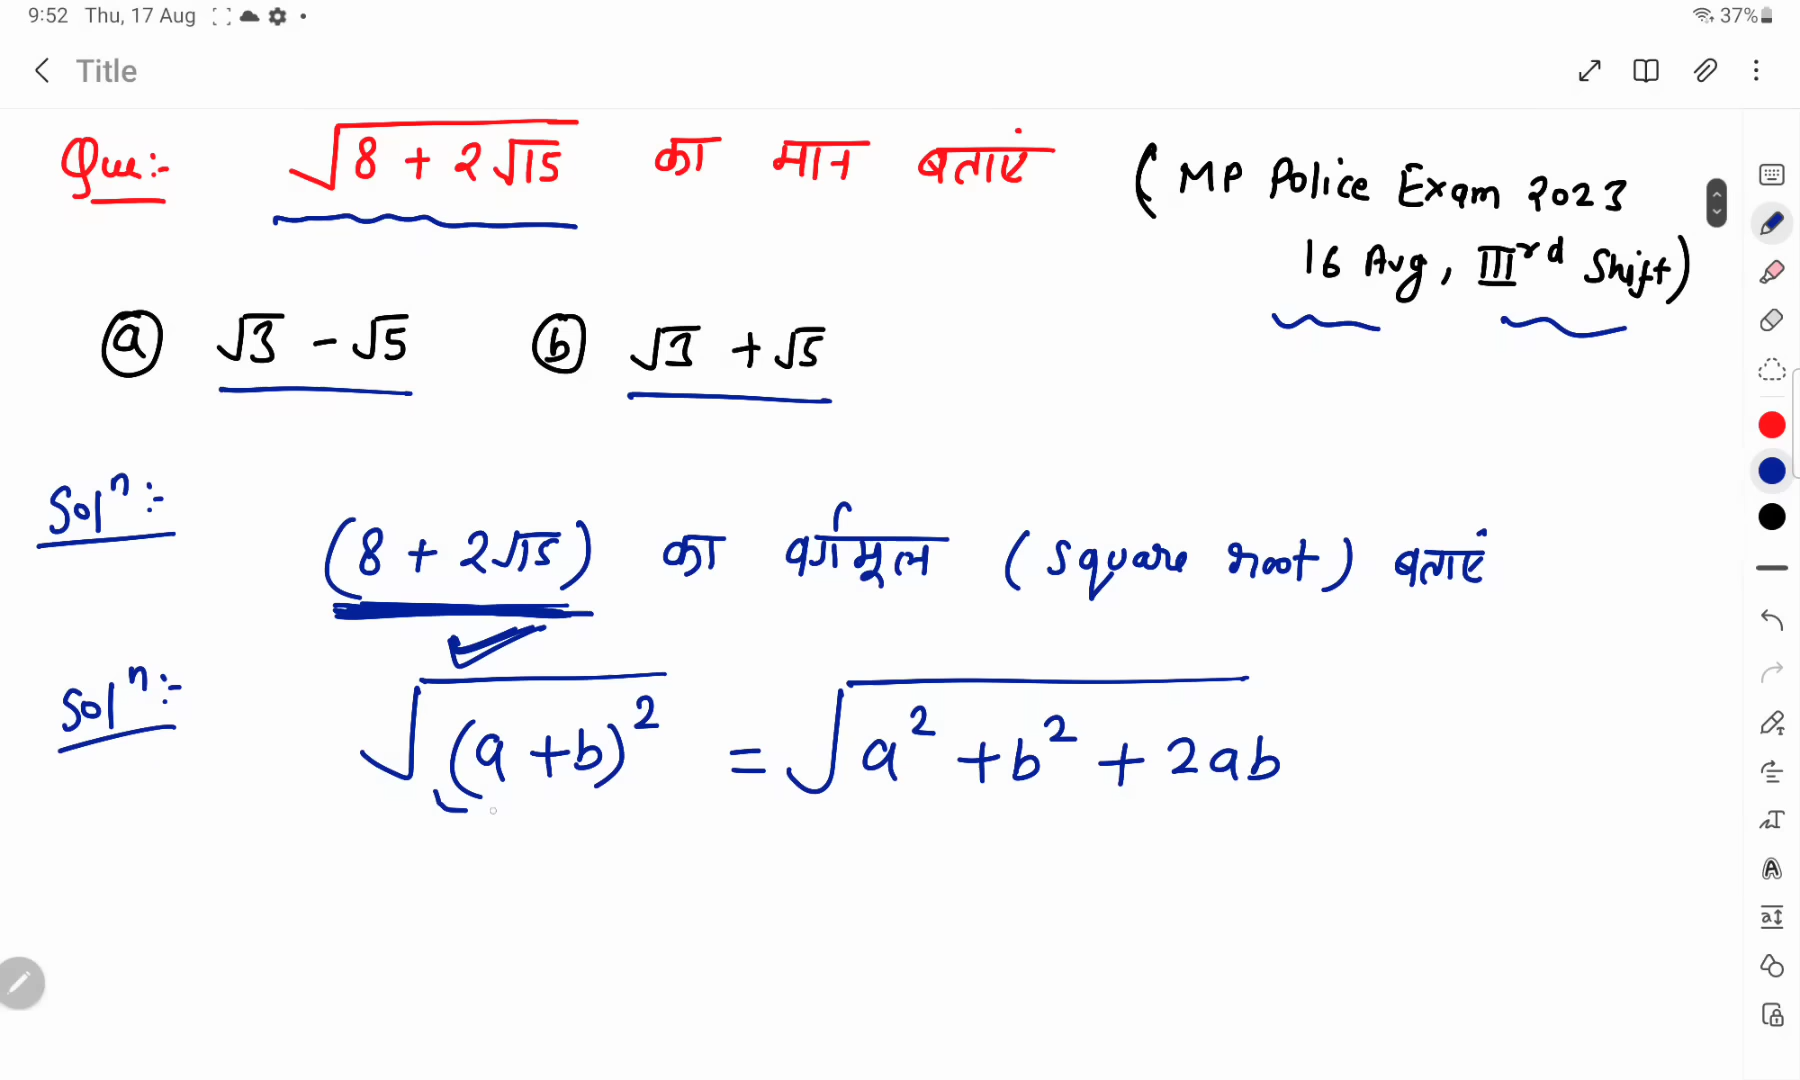 9:52 Thu, 17 Aug
37%
Title
Que:- √(8 + 2√15) का मान बताएं (MP Police Exam 2023
16 Aug, IIIrd Shift)
ⓐ √3 - √5 ⓑ √3 + √5
Solⁿ:- (8 + 2√15) का वर्गमूल (square root) बताएं
Solⁿ:- √(a+b)² = √a² + b² + 2ab